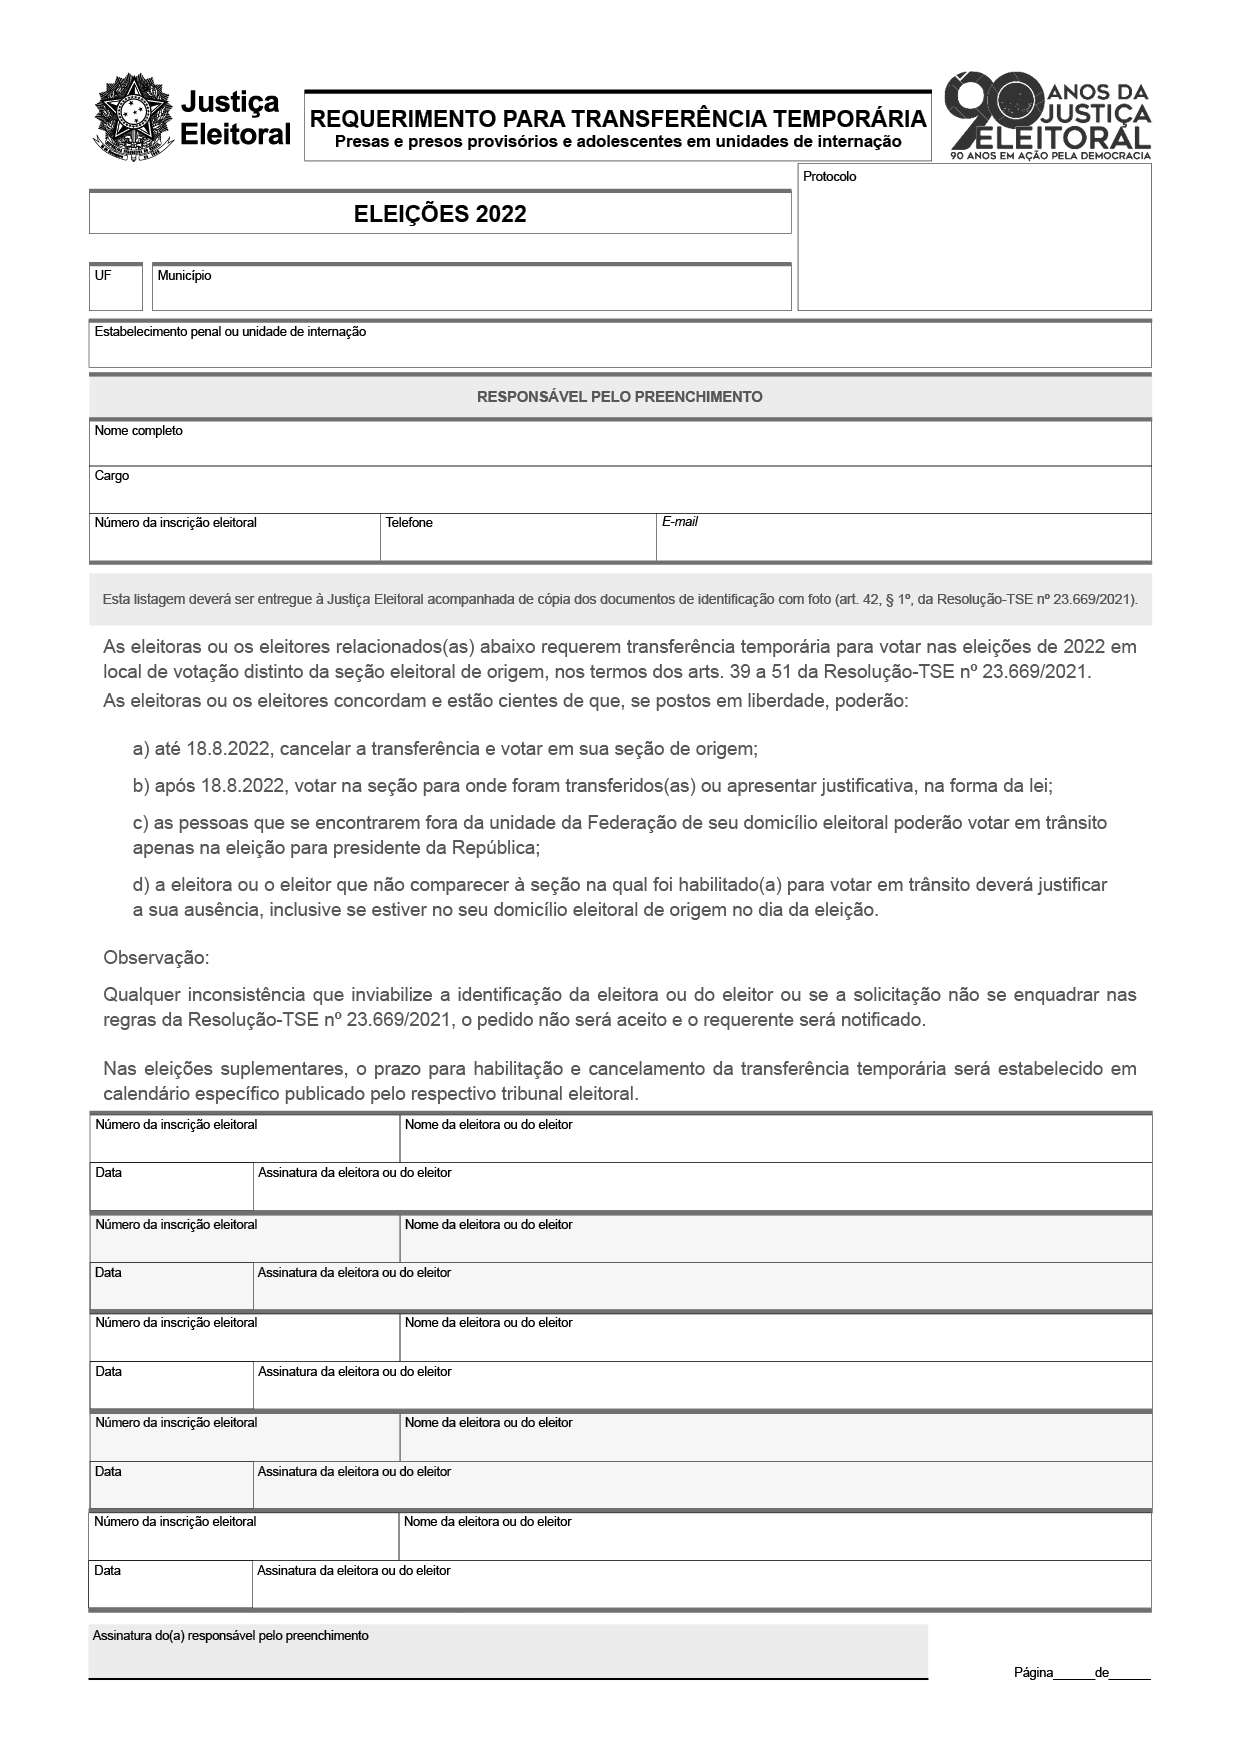 Justiça
Eleitoral
REQUERIMENTO PARA TRANSFERÊNCIA TEMPORÁRIA
Presas e presos provisórios e adolescentes em unidades de internação
90 ANOS DA
JUSTIÇA
ELEITORAL
90 ANOS EM AÇÃO PELA DEMOCRACIA
Protocolo
ELEIÇÕES 2022
UF
Município
Estabelecimento penal ou unidade de internação
RESPONSÁVEL PELO PREENCHIMENTO
Nome completo
Cargo
Número da inscrição eleitoral
Telefone
E-mail
Esta listagem deverá ser entregue à Justiça Eleitoral acompanhada de cópia dos documentos de identificação com foto (art. 42, § 1º, da Resolução-TSE nº 23.669/2021).
As eleitoras ou os eleitores relacionados(as) abaixo requerem transferência temporária para votar nas eleições de 2022 em
local de votação distinto da seção eleitoral de origem, nos termos dos arts. 39 a 51 da Resolução-TSE nº 23.669/2021.
As eleitoras ou os eleitores concordam e estão cientes de que, se postos em liberdade, poderão:
a) até 18.8.2022, cancelar a transferência e votar em sua seção de origem;
b) após 18.8.2022, votar na seção para onde foram transferidos(as) ou apresentar justificativa, na forma da lei;
c) as pessoas que se encontrarem fora da unidade da Federação de seu domicílio eleitoral poderão votar em trânsito
apenas na eleição para presidente da República;
d) a eleitora ou o eleitor que não comparecer à seção na qual foi habilitado(a) para votar em trânsito deverá justificar
a sua ausência, inclusive se estiver no seu domicílio eleitoral de origem no dia da eleição.
Observação:
Qualquer inconsistência que inviabilize a identificação da eleitora ou do eleitor ou se a solicitação não se enquadrar nas
regras da Resolução-TSE nº 23.669/2021, o pedido não será aceito e o requerente será notificado.
Nas eleições suplementares, o prazo para habilitação e cancelamento da transferência temporária será estabelecido em
calendário específico publicado pelo respectivo tribunal eleitoral.
Número da inscrição eleitoral
Nome da eleitora ou do eleitor
Data
Assinatura da eleitora ou do eleitor
Número da inscrição eleitoral
Nome da eleitora ou do eleitor
Data
Assinatura da eleitora ou do eleitor
Número da inscrição eleitoral
Nome da eleitora ou do eleitor
Data
Assinatura da eleitora ou do eleitor
Número da inscrição eleitoral
Nome da eleitora ou do eleitor
Data
Assinatura da eleitora ou do eleitor
Número da inscrição eleitoral
Nome da eleitora ou do eleitor
Data
Assinatura da eleitora ou do eleitor
Assinatura do(a) responsável pelo preenchimento
Página______de______